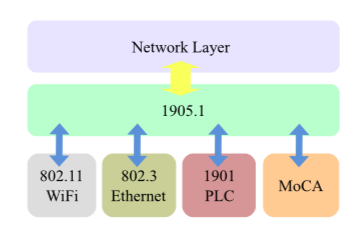 Network Layer
1905.1
802.11
WiFi
802.3
Ethernet
1901
PLC
MoCA